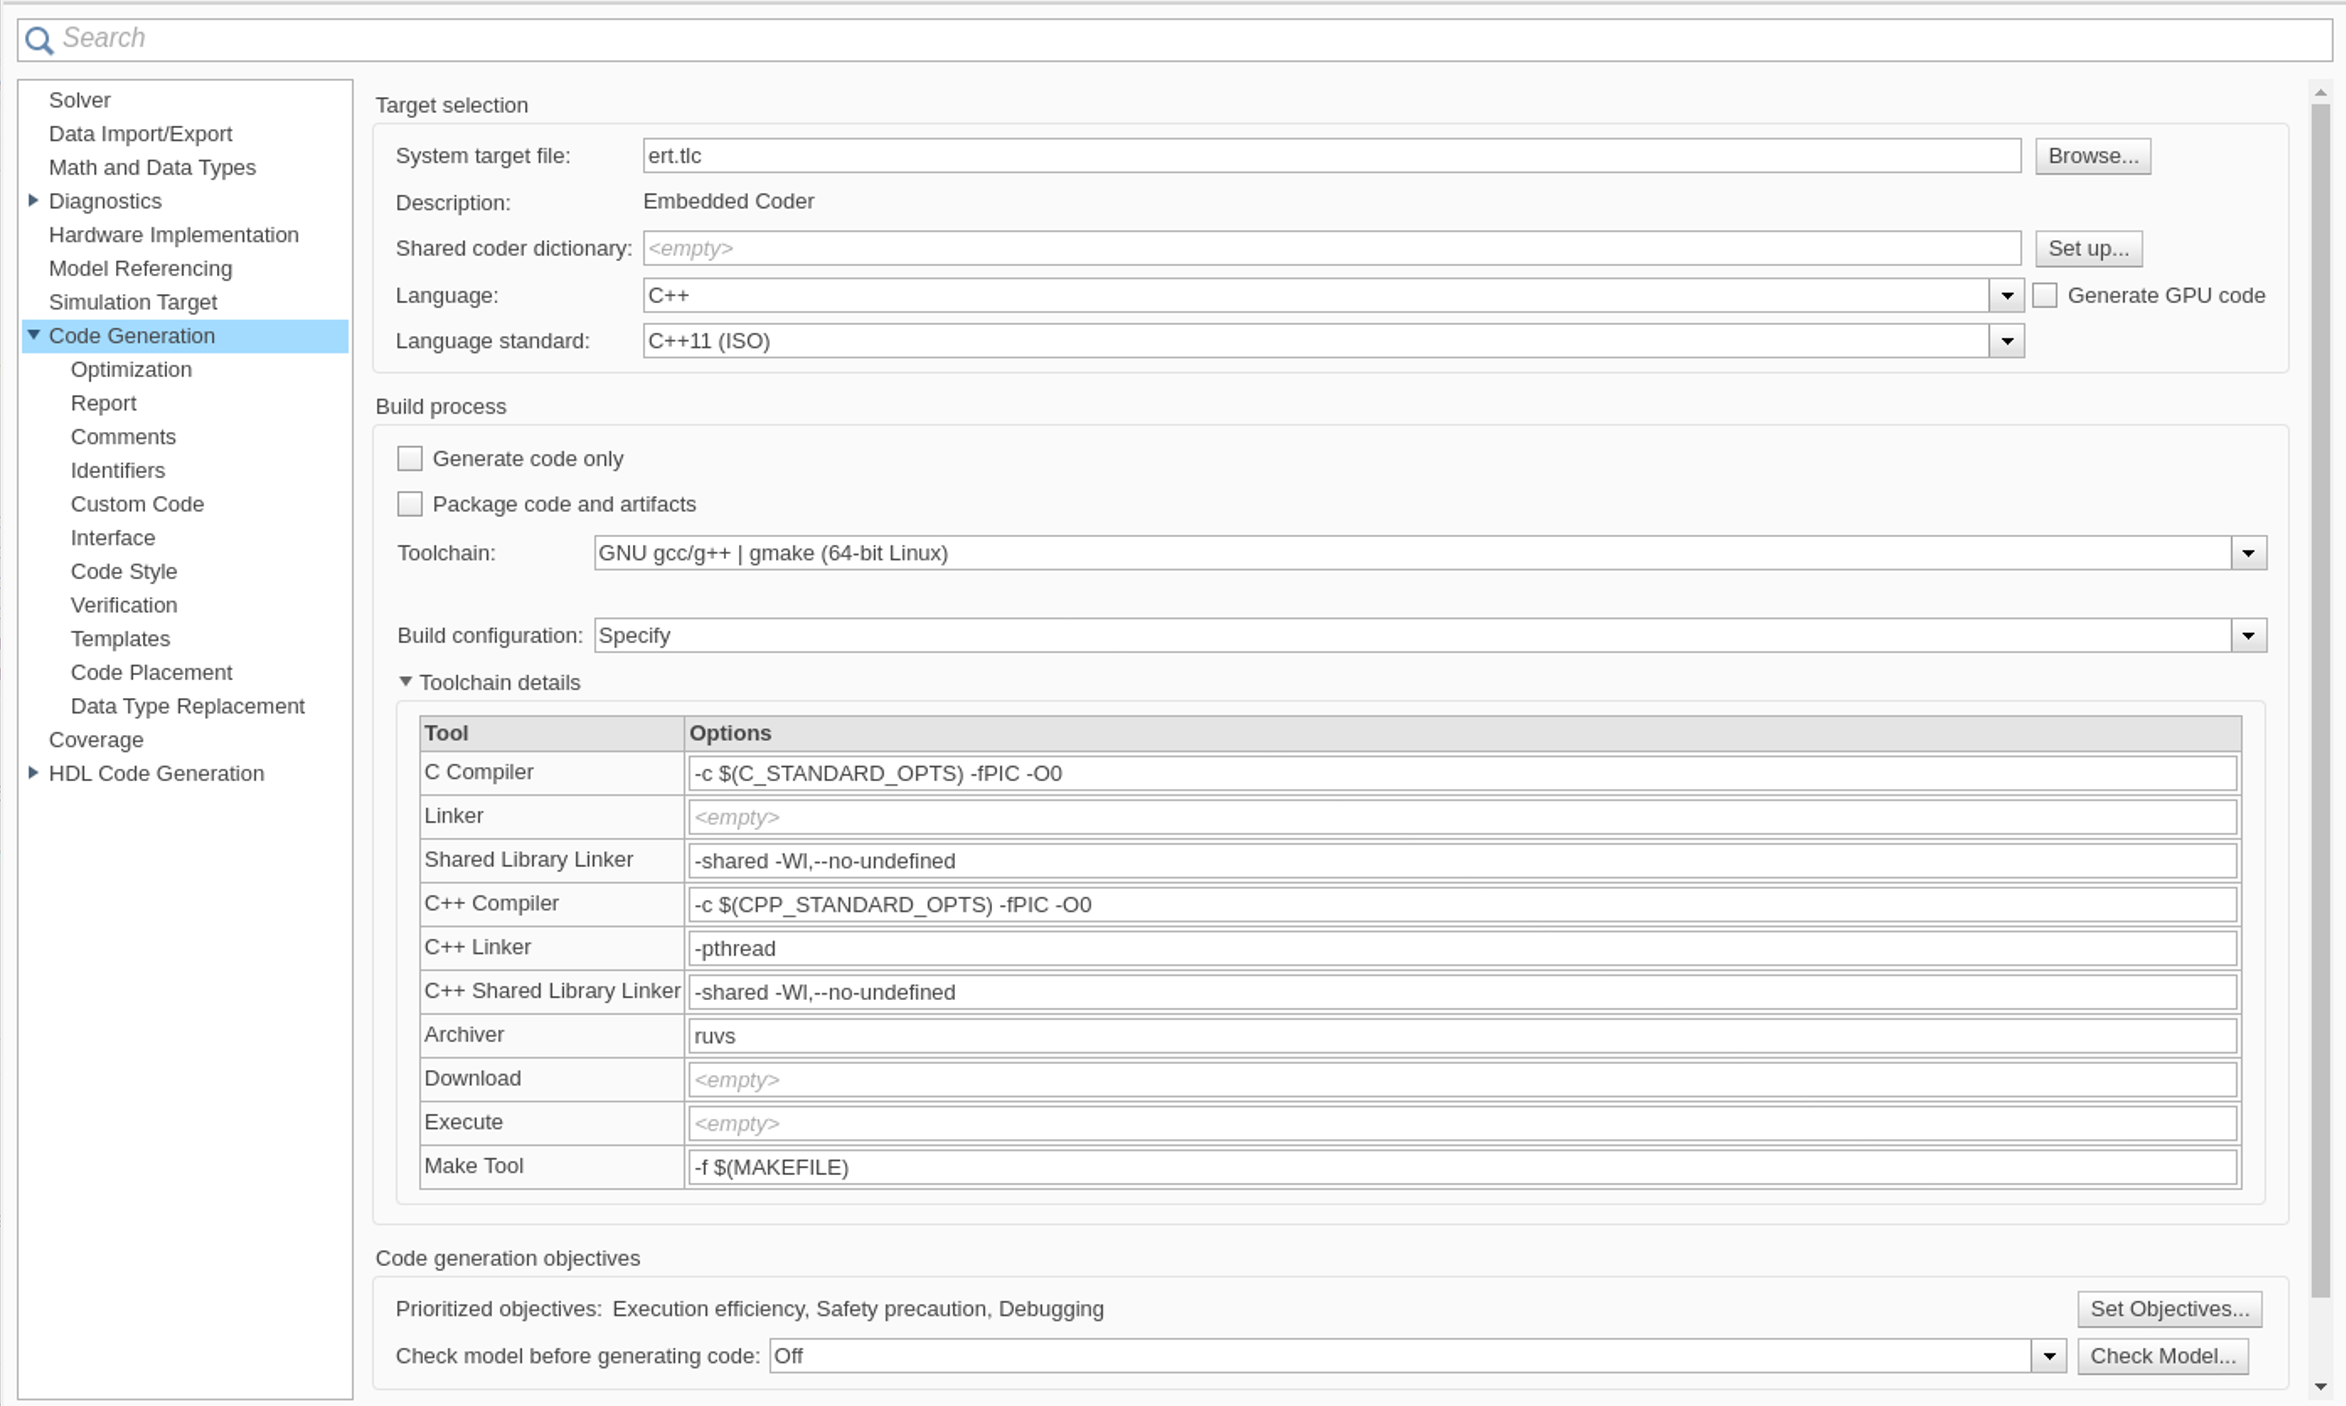 Search
Solver
Data Import/Export
Math and Data Types
Diagnostics
Hardware Implementation
Model Referencing
Simulation Target
Code Generation
Optimization
Report
Comments
Identifiers
Custom Code
Interface
Code Style
Verification
Templates
Code Placement
Data Type Replacement
Coverage
HDL Code Generation
Target selection
System target file: ert.tlc Browse...
Description: Embedded Coder
Shared coder dictionary: <empty> Set up...
Language: C++ Generate GPU code
Language standard: C++11 (ISO)
Build process
Generate code only
Package code and artifacts
Toolchain: GNU gcc/g++ | gmake (64-bit Linux)
Build configuration: Specify
Toolchain details
Tool Options
C Compiler -c $(C_STANDARD_OPTS) -fPIC -O0
Linker <empty>
Shared Library Linker -shared -Wl,--no-undefined
C++ Compiler -c $(CPP_STANDARD_OPTS) -fPIC -O0
C++ Linker -pthread
C++ Shared Library Linker -shared -Wl,--no-undefined
Archiver ruvs
Download <empty>
Execute <empty>
Make Tool -f $(MAKEFILE)
Code generation objectives
Prioritized objectives: Execution efficiency, Safety precaution, Debugging Set Objectives...
Check model before generating code: Off Check Model...